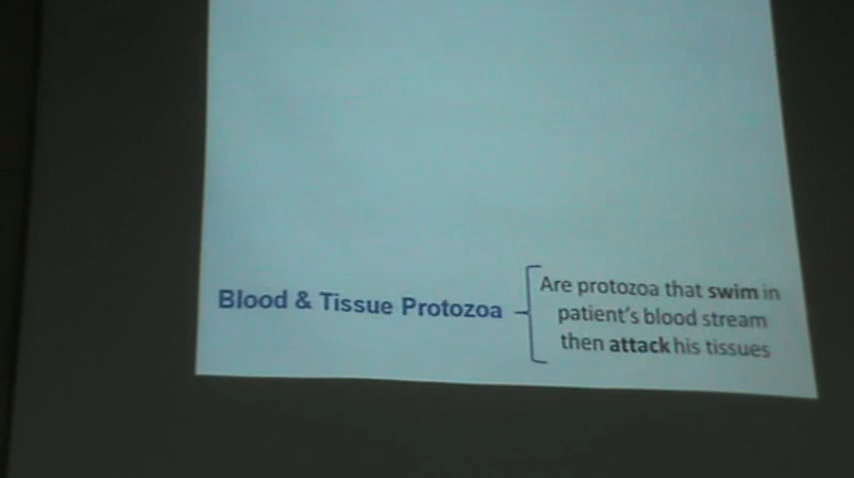 Blood & Tissue Protozoa
Are protozoa that swim in
patient's blood stream
then attack his tissues